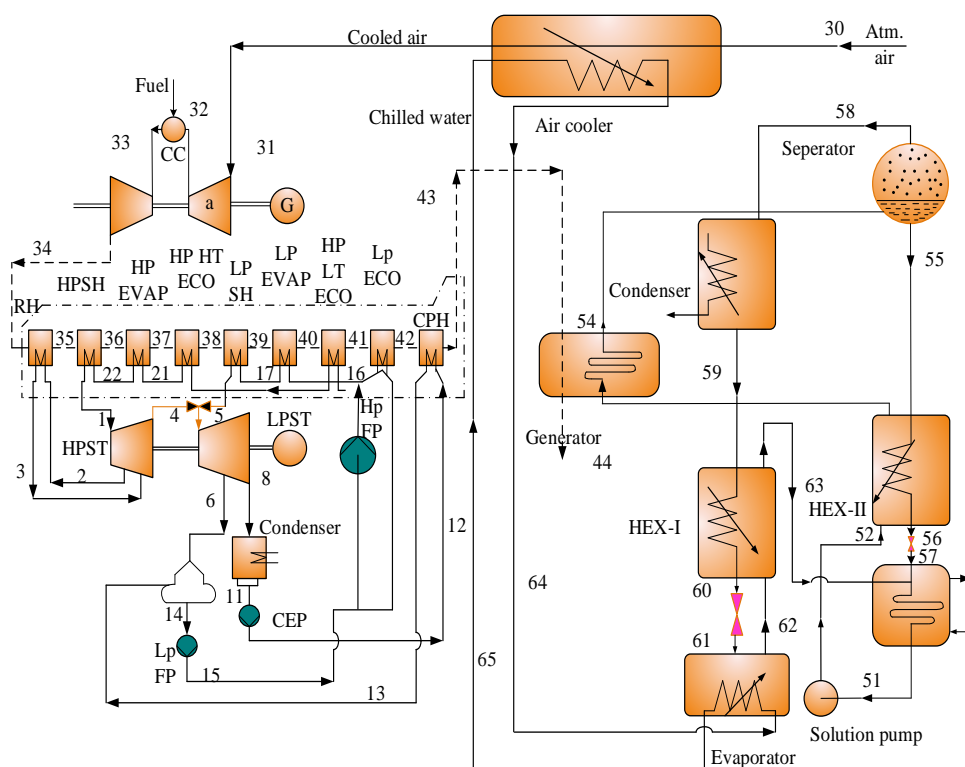 30
Atm.
air
Cooled air
Fuel
32
33
CC
31
Chilled water
Air cooler
58
Seperator
a
G
43
34
HPSH
HP
EVAP
HP HT
ECO
LP
SH
LP
EVAP
HP
LT
ECO
Lp
ECO
55
Condenser
RH
CPH
35
36
37
38
39
40
41
42
54
22
21
17
16
59
1
4
5
LPST
Hp
FP
HPST
Generator
44
3
2
8
6
12
63
HEX-II
HEX-I
52
56
57
Condenser
64
60
62
11
14
CEP
Lp
FP
15
65
61
51
13
Solution pump
Evaporator